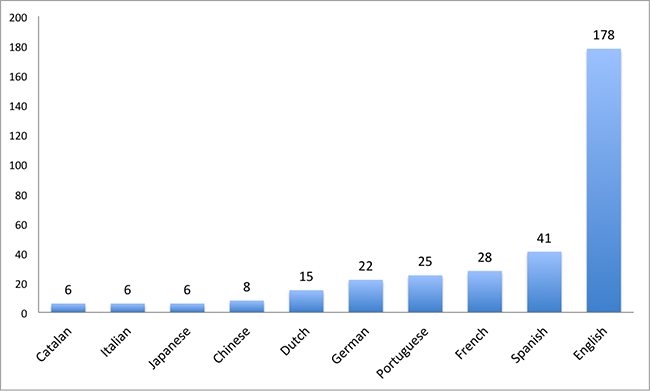 200
180
160
140
120
100
80
60
40
20
0
6
6
6
8
15
22
25
28
41
178
Catalan
Italian
Japanese
Chinese
Dutch
German
Portuguese
French
Spanish
English